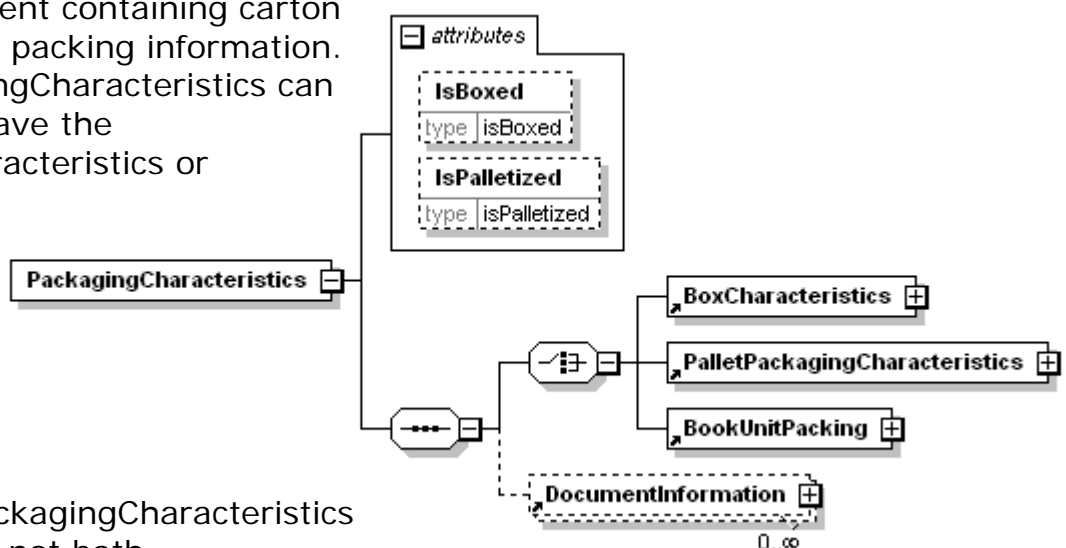 ent containing carton
packing information.
ngCharacteristics can
ave the
racteristics or
attributes
IsBoxed
type isBoxed
IsPalletized
type isPalletized
PackagingCharacteristics
BoxCharacteristics
PalletPackagingCharacteristics
BookUnitPacking
DocumentInformation
0..∞
ckagingCharacteristics
not both